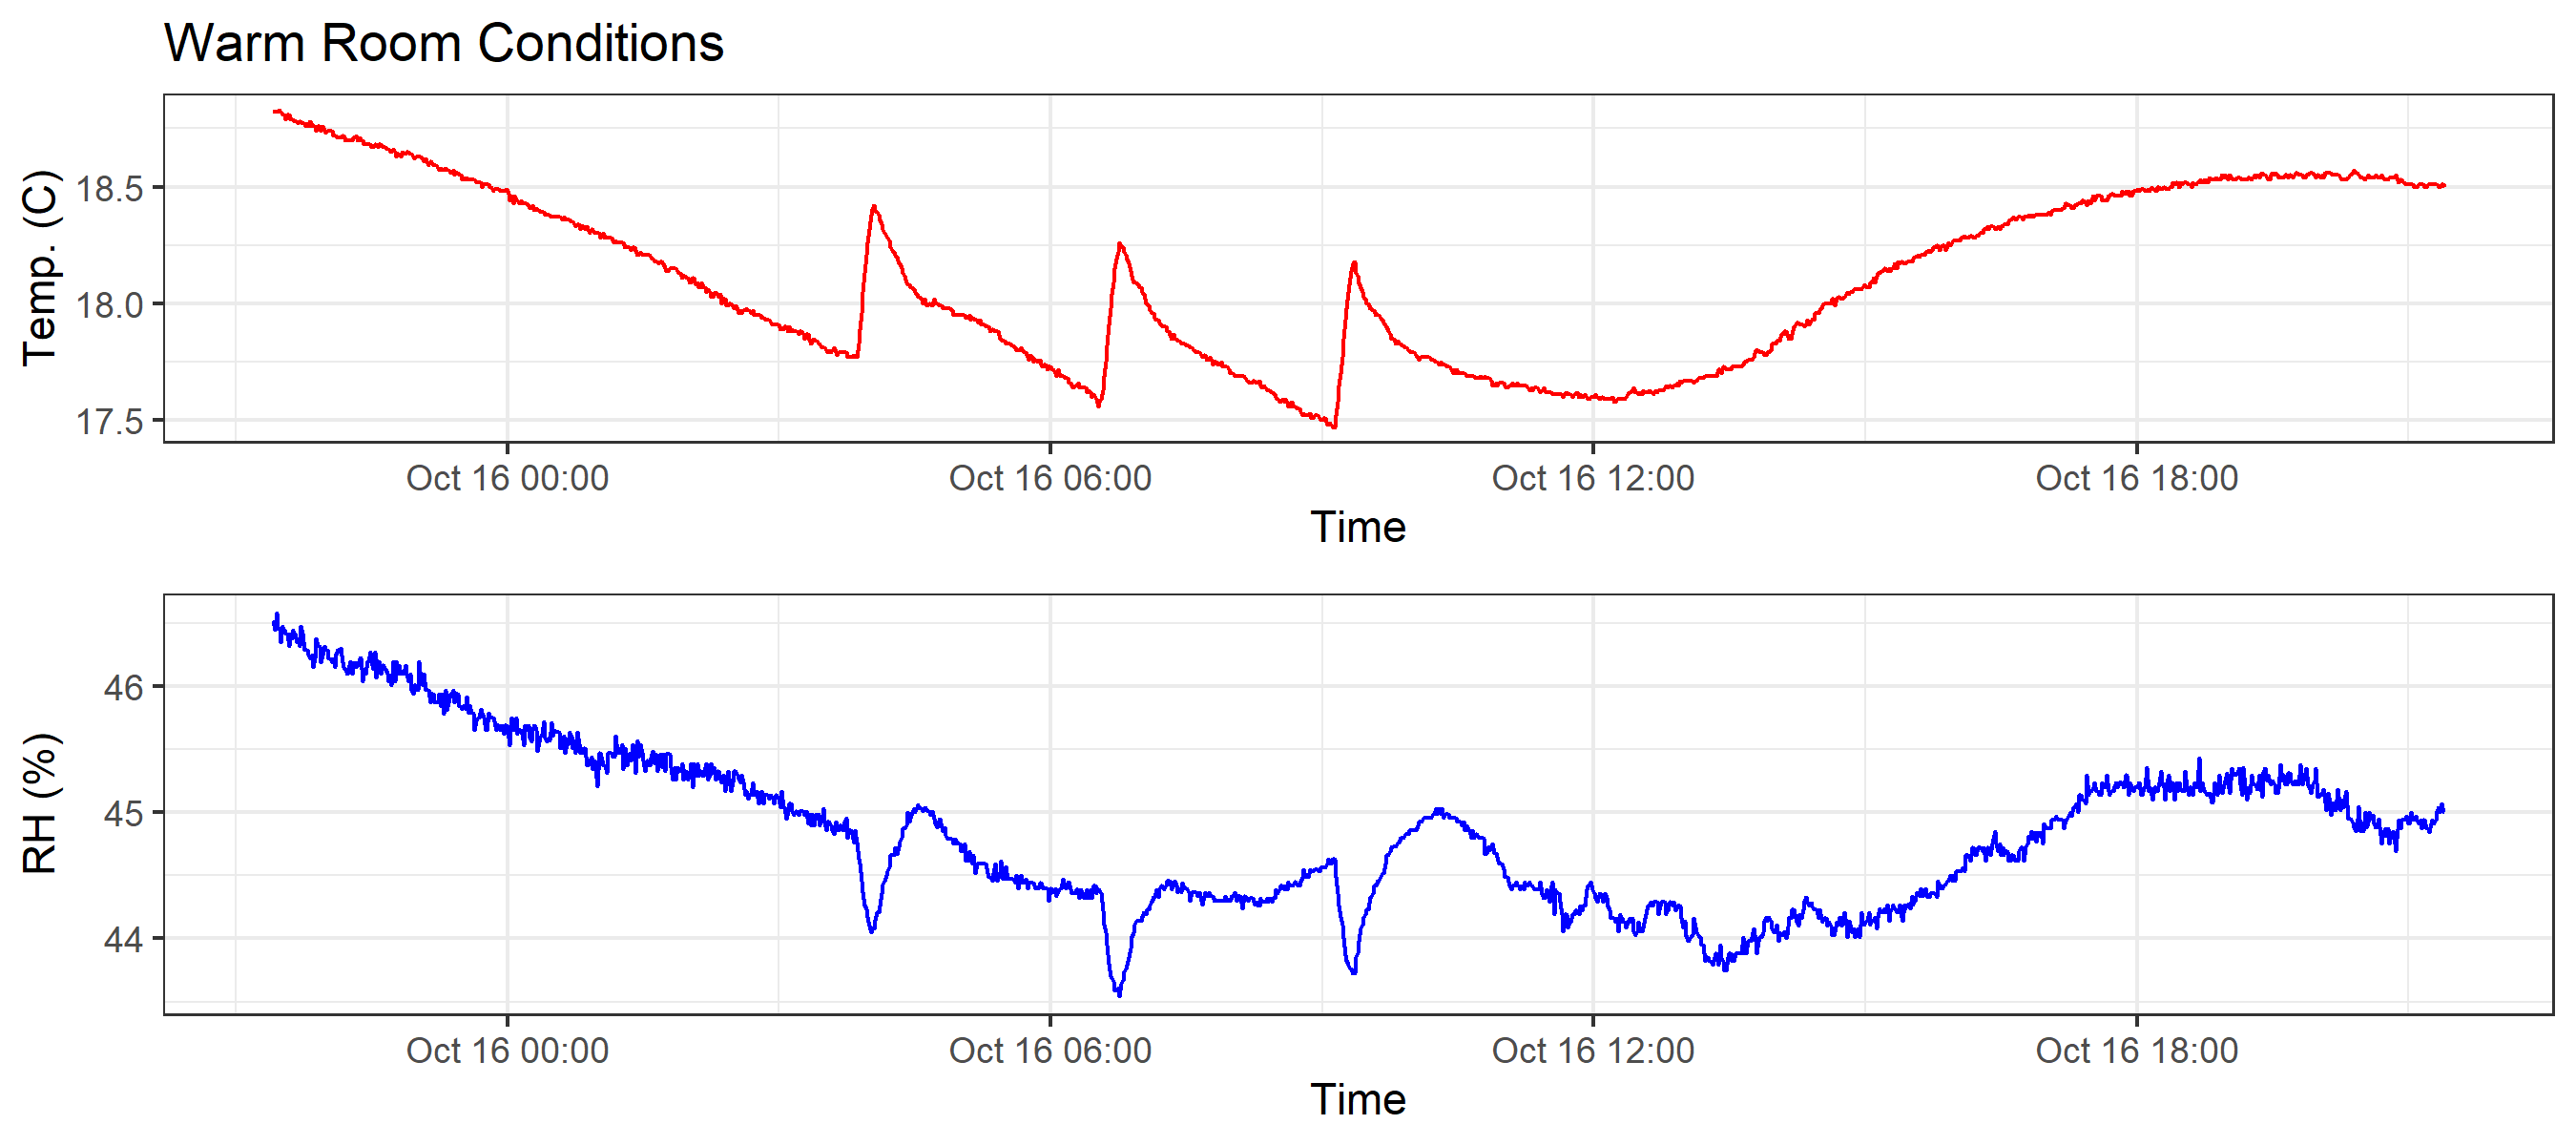 Warm Room Conditions
Temp. (C)
18.5
18.0
17.5
Oct 16 00:00 Oct 16 06:00 Oct 16 12:00 Oct 16 18:00
Time
RH (%)
46
45
44
Oct 16 00:00 Oct 16 06:00 Oct 16 12:00 Oct 16 18:00
Time